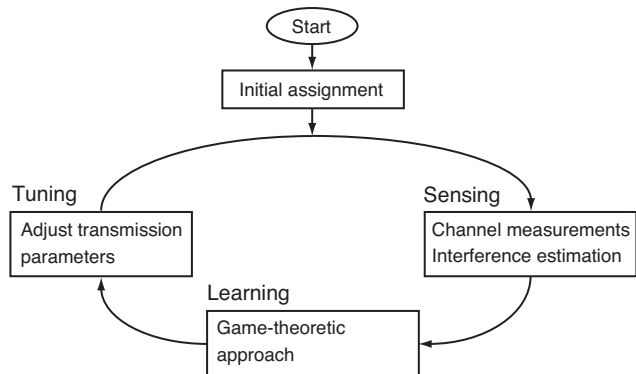 Start
Initial assignment
Tuning
Adjust transmission
parameters
Sensing
Channel measurements
Interference estimation
Learning
Game-theoretic
approach